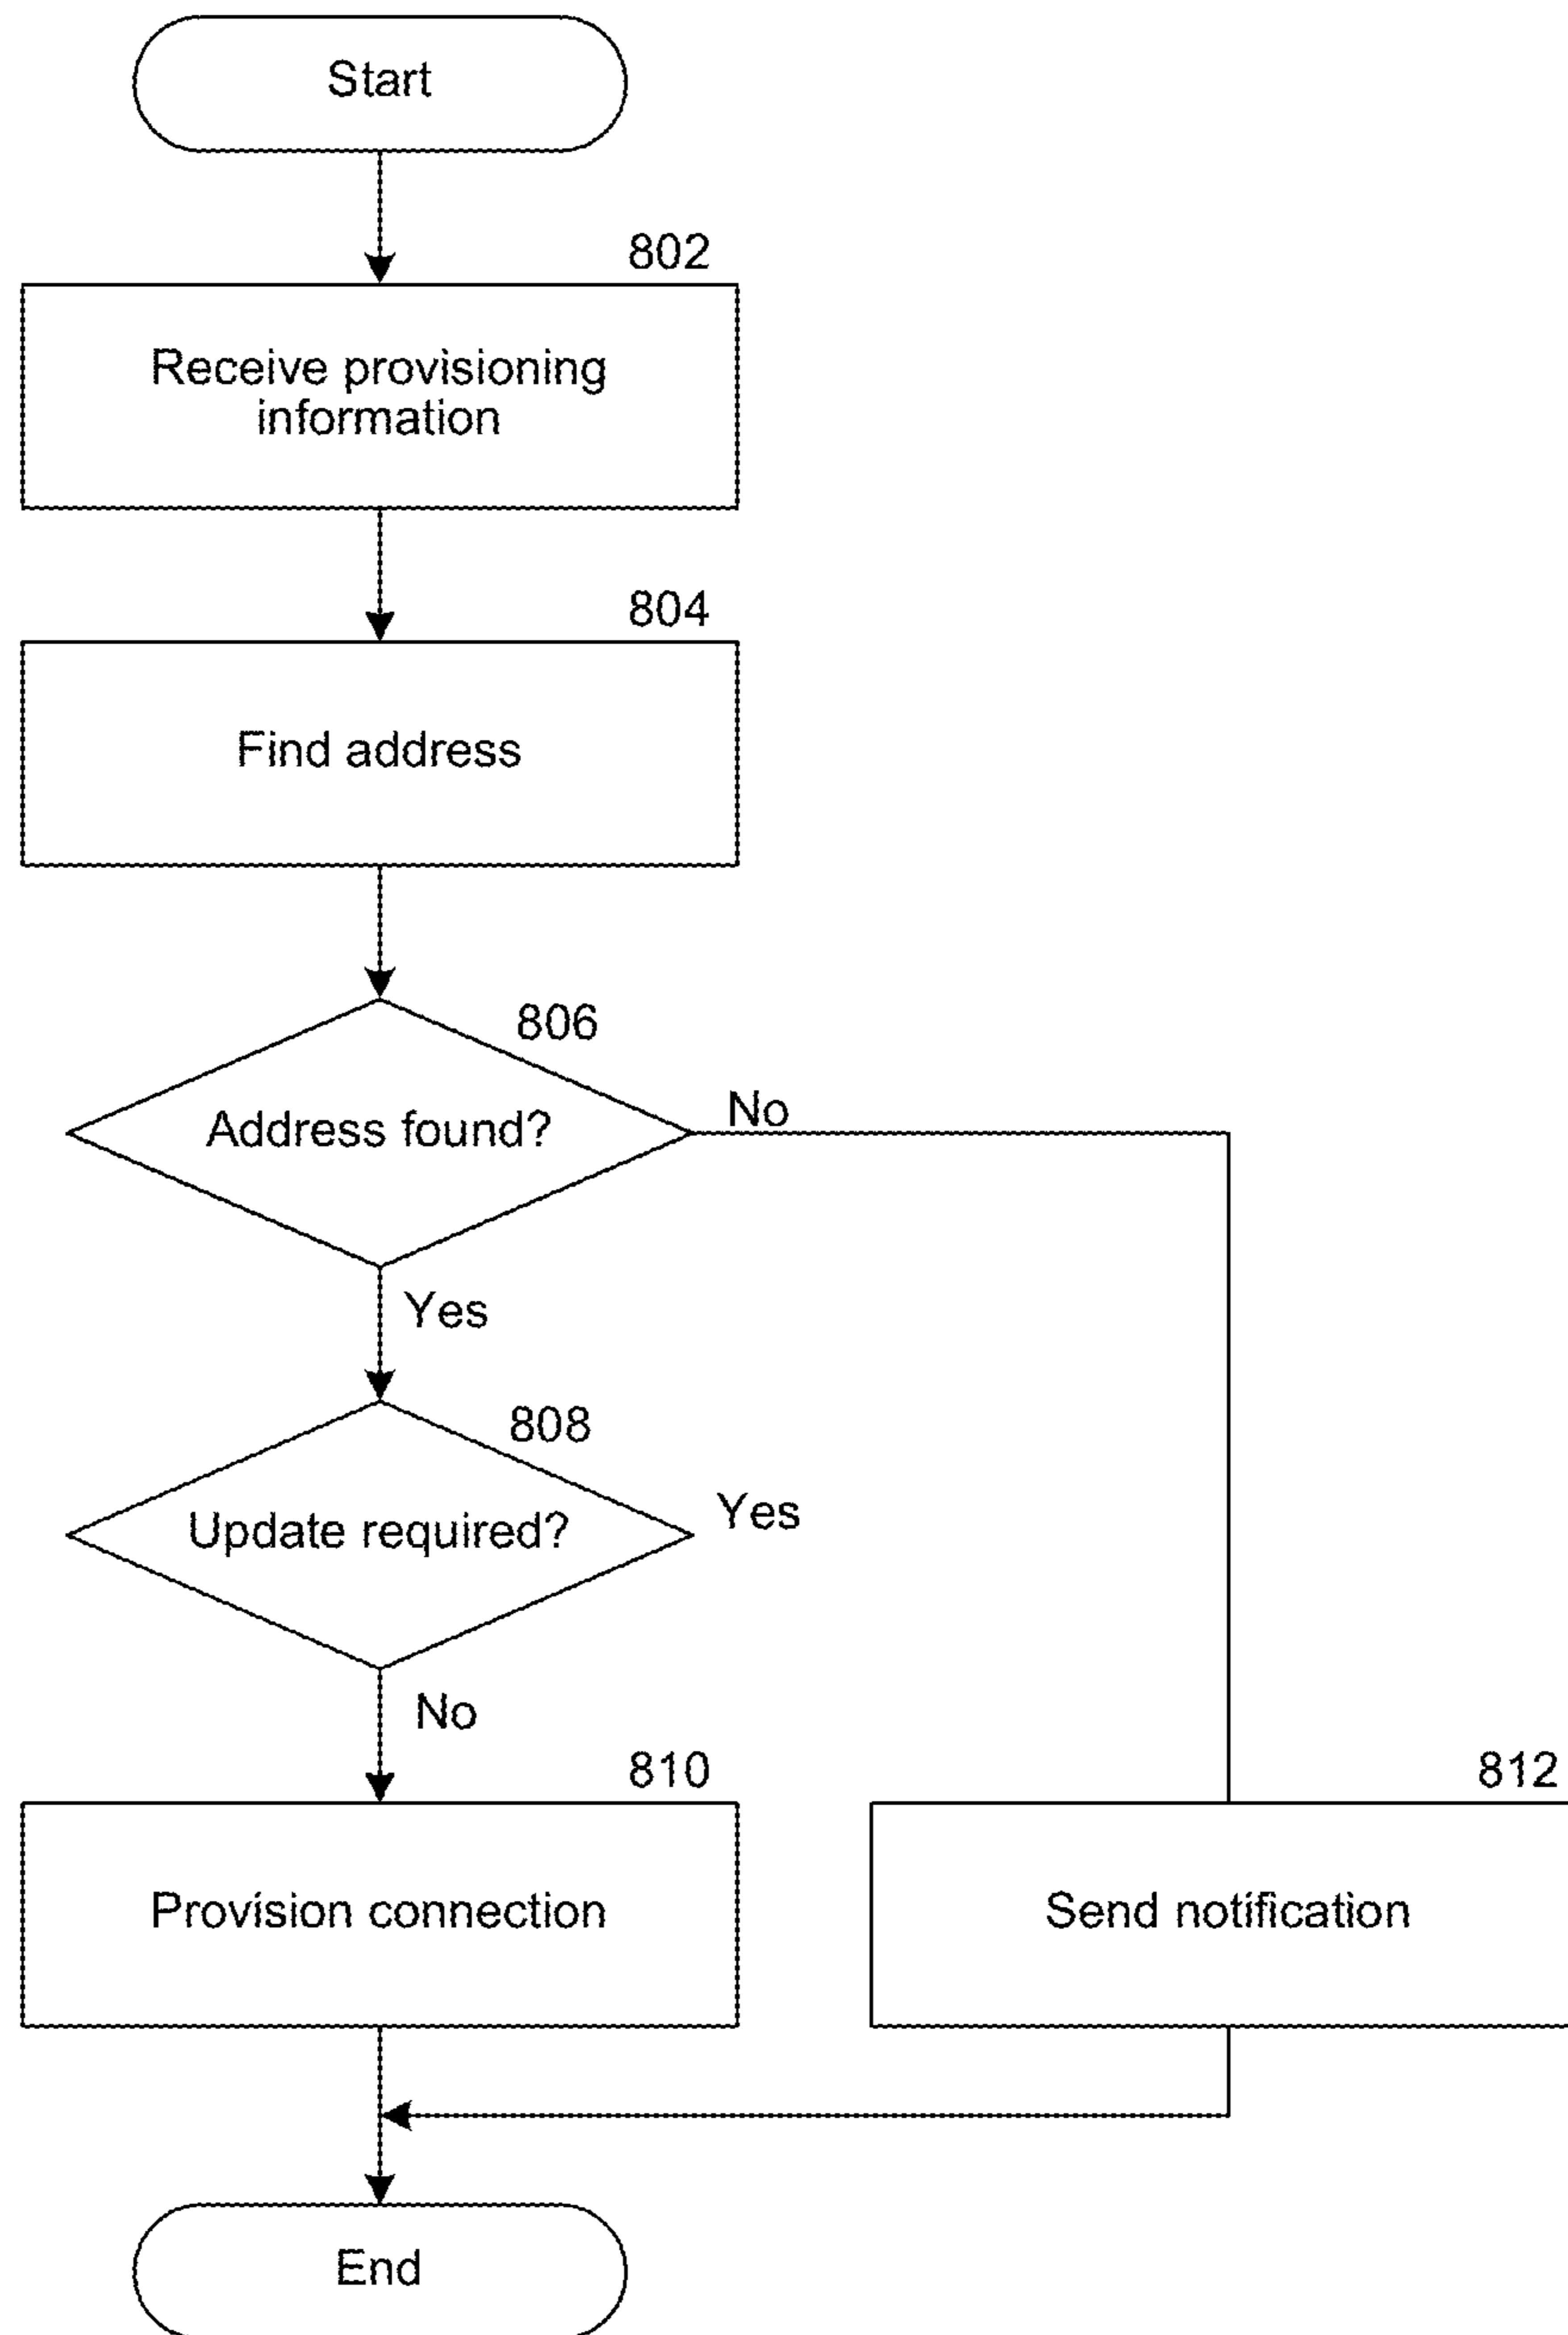 Start
802
Receive provisioning
information
804
Find address
806
Address found?
No
Yes
808
Update required?
Yes
No
810
Provision connection
812
Send notification
End